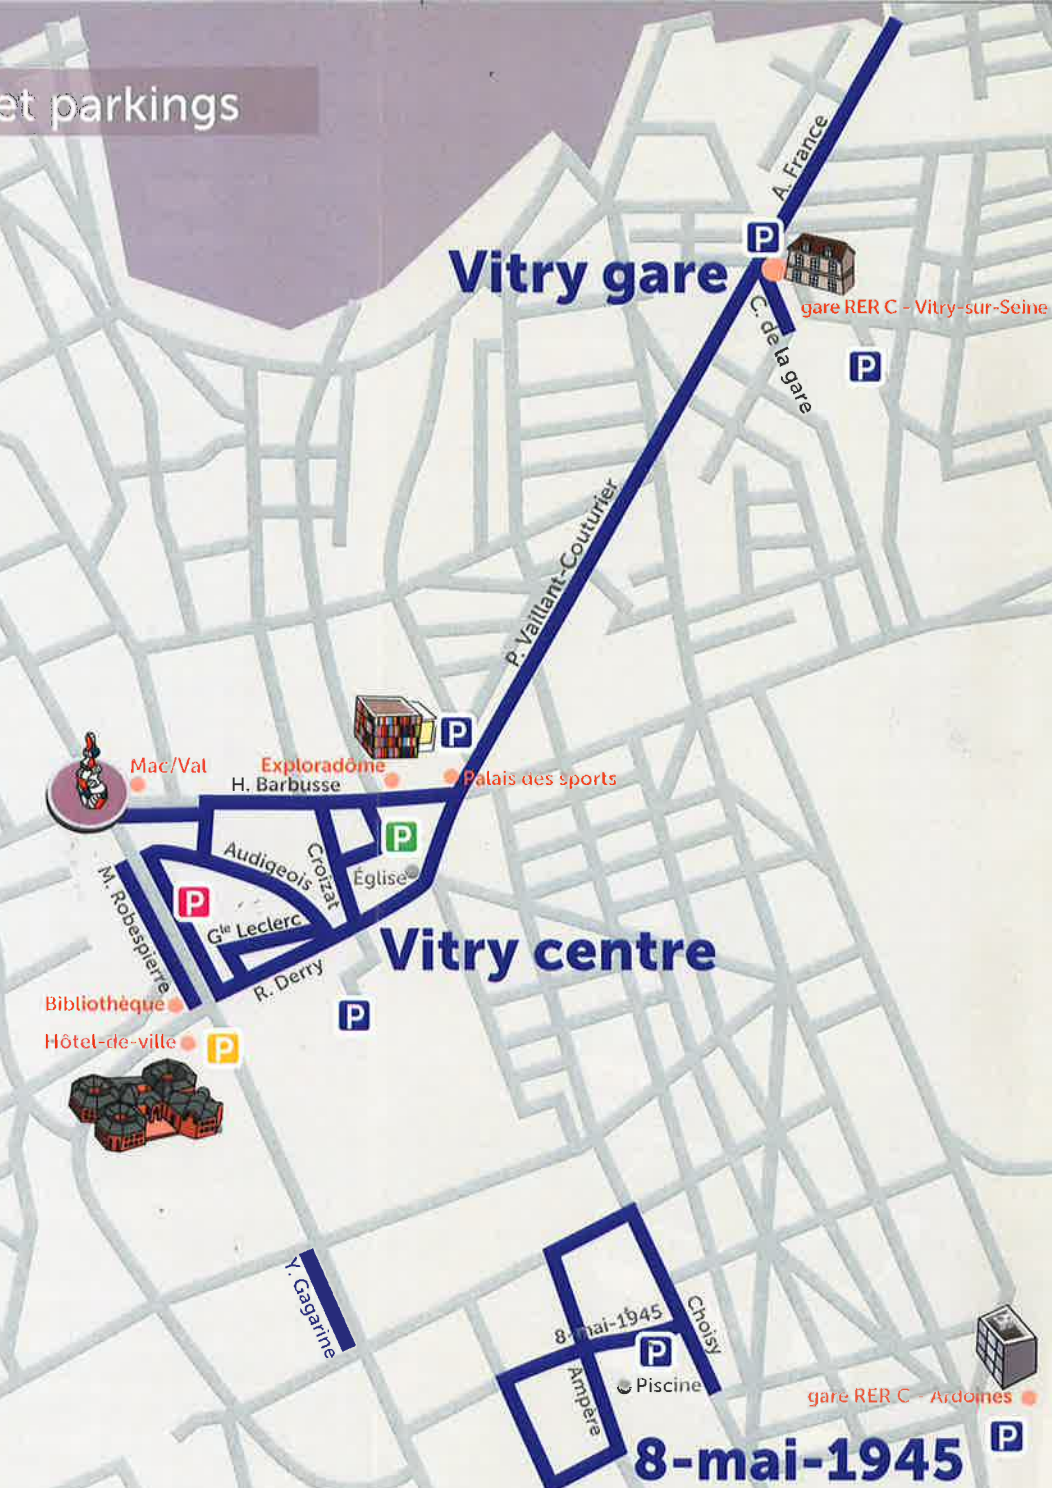 et parkings
A. France
P
Vitry gare
gare RER C - Vitry-sur-Seine
C. de la gare
P
P. Vaillant-Couturier
P
Mac/Val
Exploradôme
Palais des sports
H. Barbusse
P
Audigeois
Croizat
Église
M. Robespierre
P
Gle Leclerc
Vitry centre
R. Derry
Bibliothèque
P
Hôtel-de-ville
P
Y. Gagarine
8-mai-1945
Choisy
P
Ampère
Piscine
gare RER C - Ardoines
P
8-mai-1945